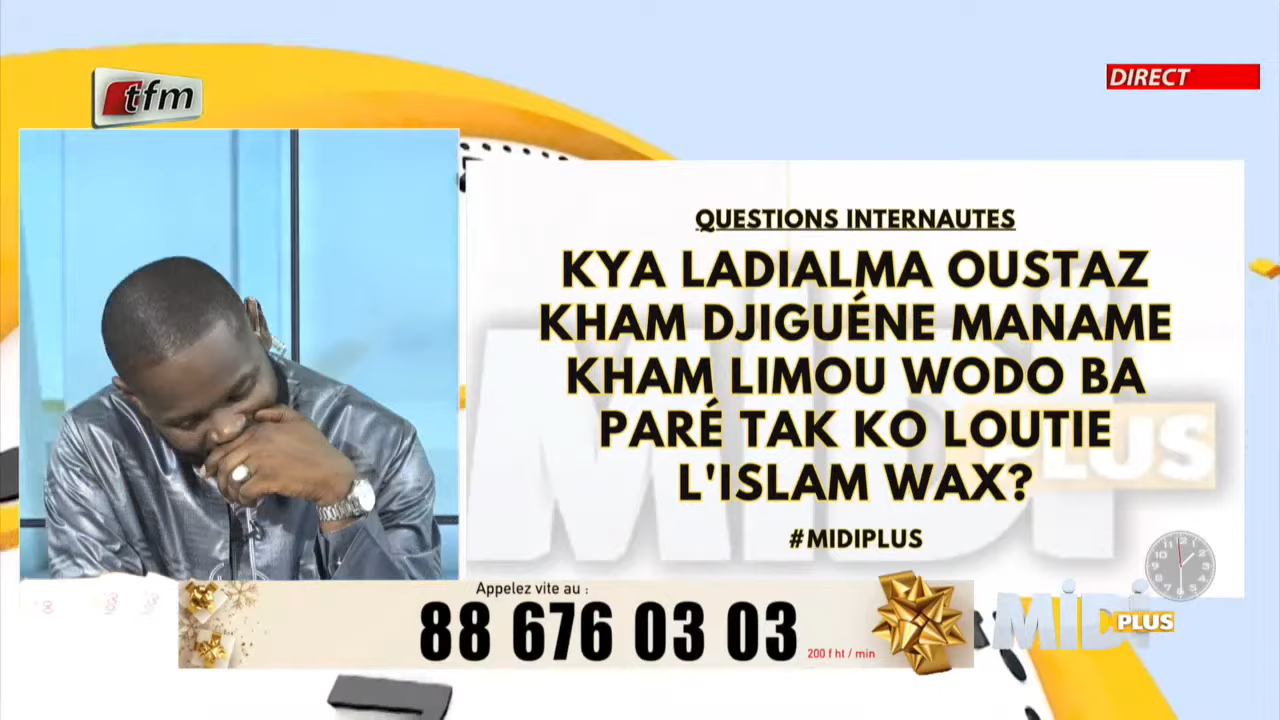 tfm
DIRECT
QUESTIONS INTERNAUTES
KYA LADIALMA OUSTAZ
KHAM DJIGUÉNE MANAME
KHAM LIMOU WODO BA
PARÉ TAK KO LOUTIE
L'ISLAM WAX?
#MIDIPLUS
Appelez vite au :
88 676 03 03
200 f ht / min
MiDi PLUS